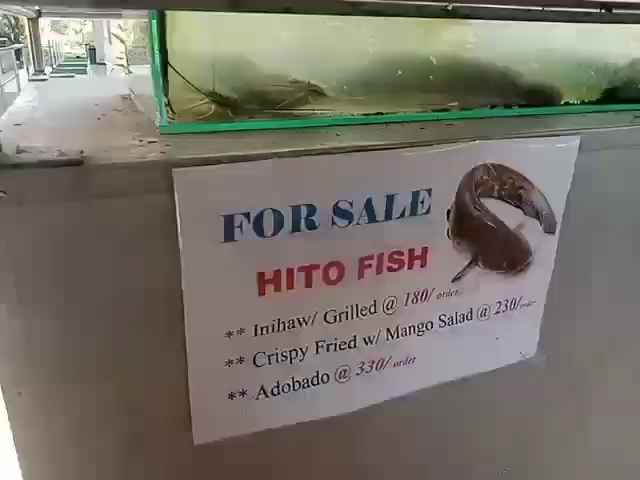 FOR SALE
HITO FISH
** Inihaw/ Grilled @ 180/ order
** Crispy Fried w/ Mango Salad @ 230/order
** Adobado @ 330/ order